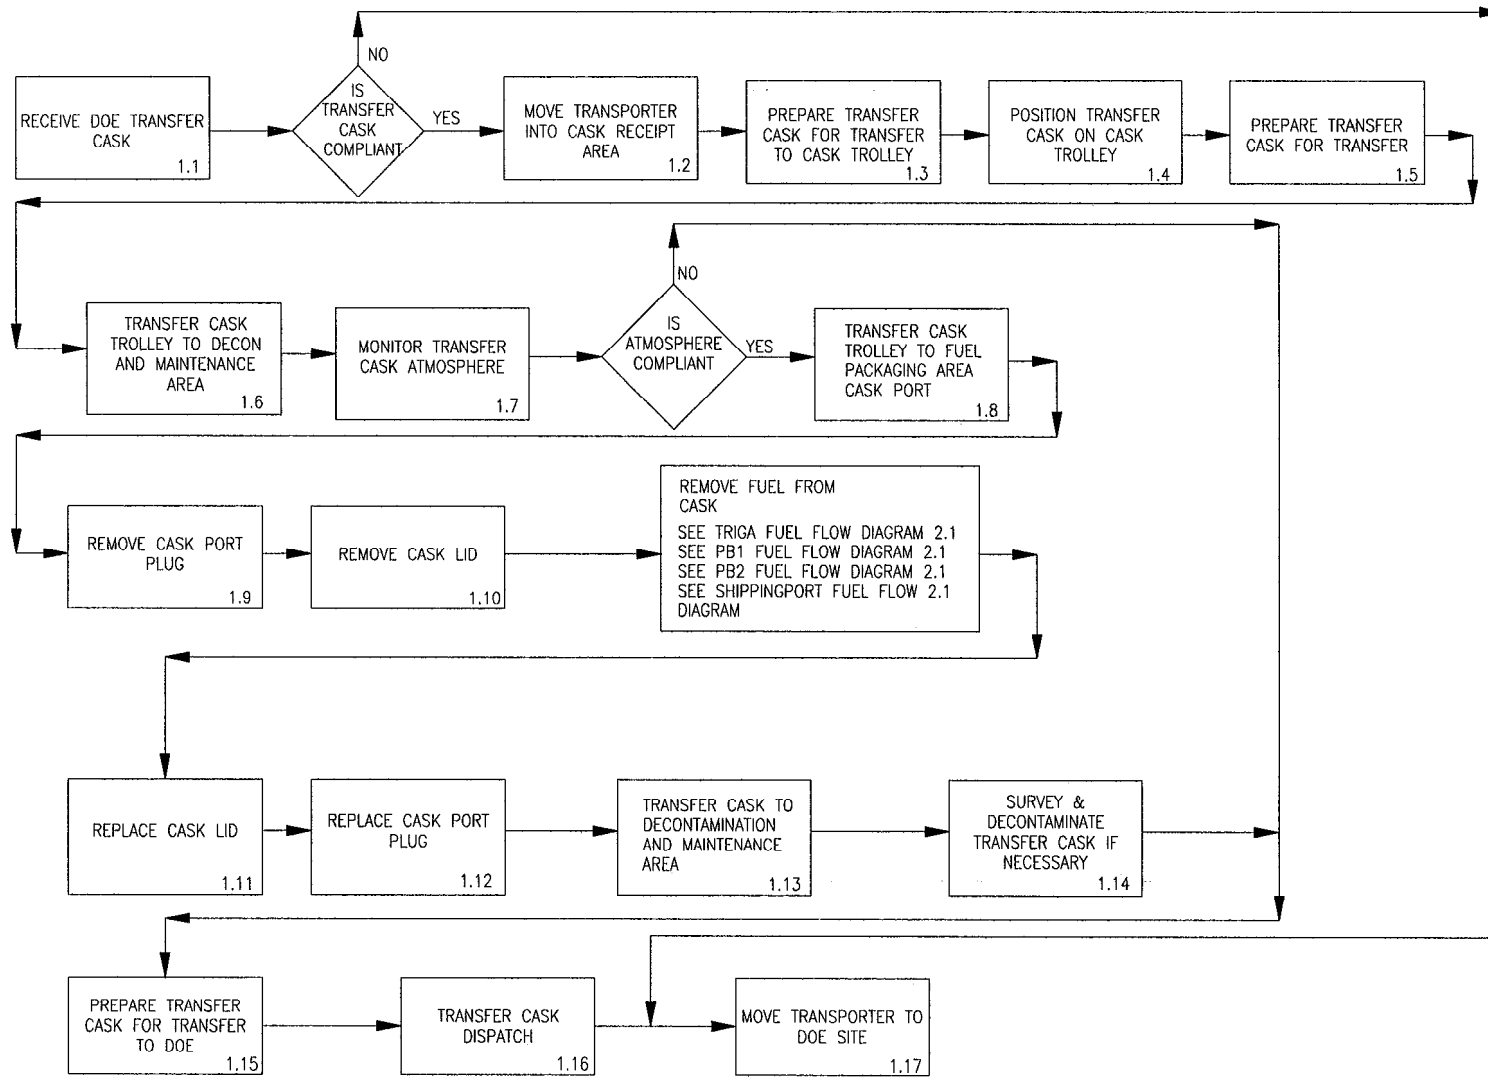 NO
RECEIVE DOE TRANSFER
CASK
1.1
IS
TRANSFER
CASK
COMPLIANT
YES
MOVE TRANSPORTER
INTO CASK RECEIPT
AREA
1.2
PREPARE TRANSFER
CASK FOR TRANSFER
TO CASK TROLLEY
1.3
POSITION TRANSFER
CASK ON CASK
TROLLEY
1.4
PREPARE TRANSFER
CASK FOR TRANSFER
1.5
TRANSFER CASK
TROLLEY TO DECON
AND MAINTENANCE
AREA
1.6
MONITOR TRANSFER
CASK ATMOSPHERE
1.7
NO
IS
ATMOSPHERE
COMPLIANT
YES
TRANSFER CASK
TROLLEY TO FUEL
PACKAGING AREA
CASK PORT
1.8
REMOVE CASK PORT
PLUG
1.9
REMOVE CASK LID
1.10
REMOVE FUEL FROM
CASK
SEE TRIGA FUEL FLOW DIAGRAM 2.1
SEE PB1 FUEL FLOW DIAGRAM 2.1
SEE PB2 FUEL FLOW DIAGRAM 2.1
SEE SHIPPINGPORT FUEL FLOW 2.1
DIAGRAM
REPLACE CASK LID
1.11
REPLACE CASK PORT
PLUG
1.12
TRANSFER CASK TO
DECONTAMINATION
AND MAINTENANCE
AREA
1.13
SURVEY &
DECONTAMINATE
TRANSFER CASK IF
NECESSARY
1.14
PREPARE TRANSFER
CASK FOR TRANSFER
TO DOE
1.15
TRANSFER CASK
DISPATCH
1.16
MOVE TRANSPORTER TO
DOE SITE
1.17